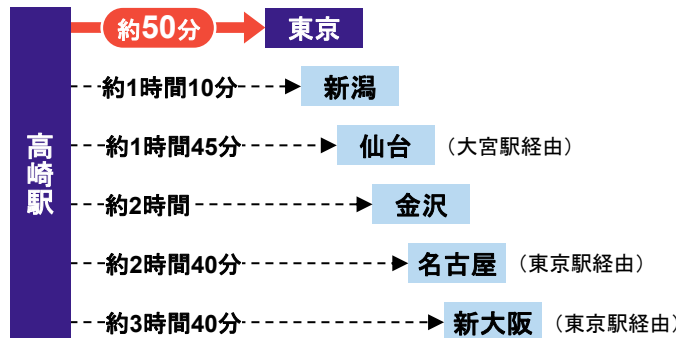 高崎駅
約50分 東京
約1時間10分 新潟
約1時間45分 仙台 (大宮駅経由)
約2時間 金沢
約2時間40分 名古屋 (東京駅経由)
約3時間40分 新大阪 (東京駅経由)